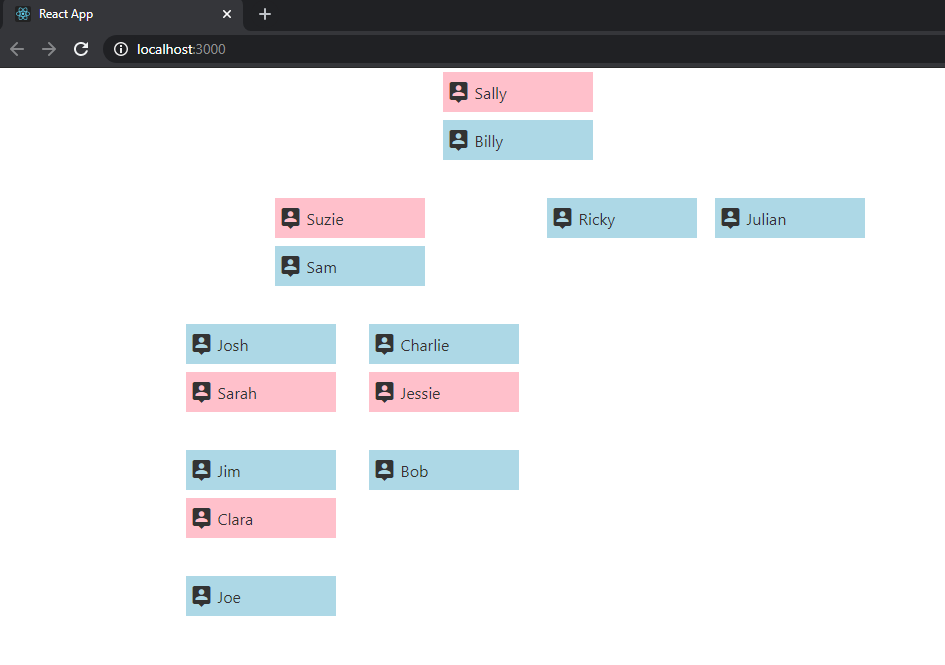 React App
localhost:3000
Sally
Billy
Suzie
Sam
Ricky
Julian
Josh
Sarah
Charlie
Jessie
Jim
Clara
Bob
Joe